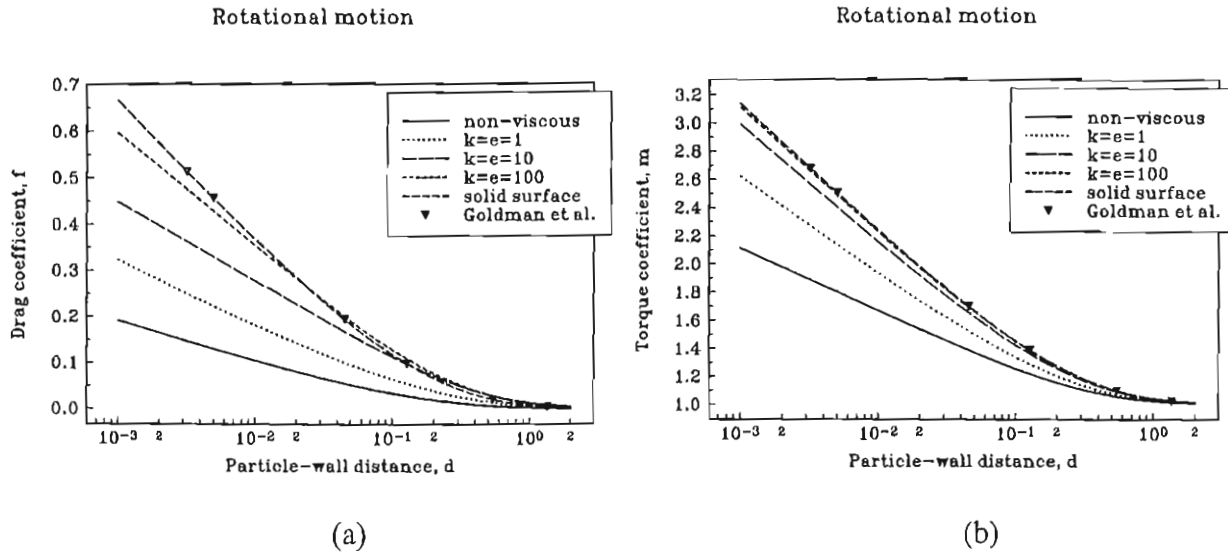 Rotational motion
0.7
0.6
0.5
0.4
0.3
0.2
0.1
0.0
Drag coefficient, f
non-viscous
k=e=1
k=e=10
k=e=100
solid surface
Goldman et al.
10⁻³ 2 10⁻² 2 10⁻¹ 2 10⁰ 2
Particle-wall distance, d
(a)
Rotational motion
3.2
3.0
2.8
2.6
2.4
2.2
2.0
1.8
1.6
1.4
1.2
1.0
Torque coefficient, m
non-viscous
k=e=1
k=e=10
k=e=100
solid surface
Goldman et al.
10⁻³ 2 10⁻² 2 10⁻¹ 2 10⁰ 2
Particle-wall distance, d
(b)